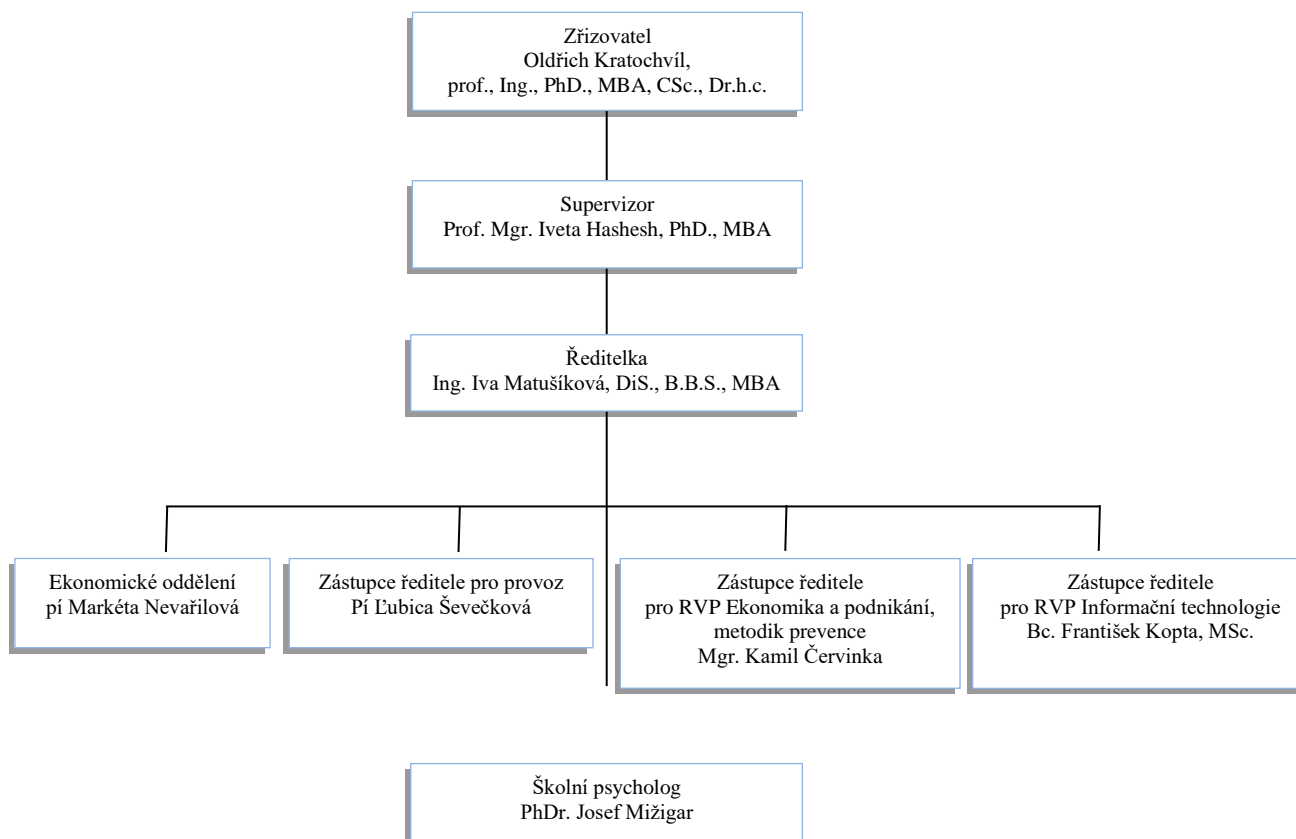 Zřizovatel
Oldřich Kratochvíl,
prof., Ing., PhD., MBA, CSc., Dr.h.c.
Supervizor
Prof. Mgr. Iveta Hashesh, PhD., MBA
Ředitelka
Ing. Iva Matušíková, DiS., B.B.S., MBA
Ekonomické oddělení
pí Markéta Nevařilová
Zástupce ředitele pro provoz
Pí Ľubica Ševečková
Zástupce ředitele
pro RVP Ekonomika a podnikání,
metodik prevence
Mgr. Kamil Červinka
Zástupce ředitele
pro RVP Informační technologie
Bc. František Kopta, MSc.
Školní psycholog
PhDr. Josef Mižigar